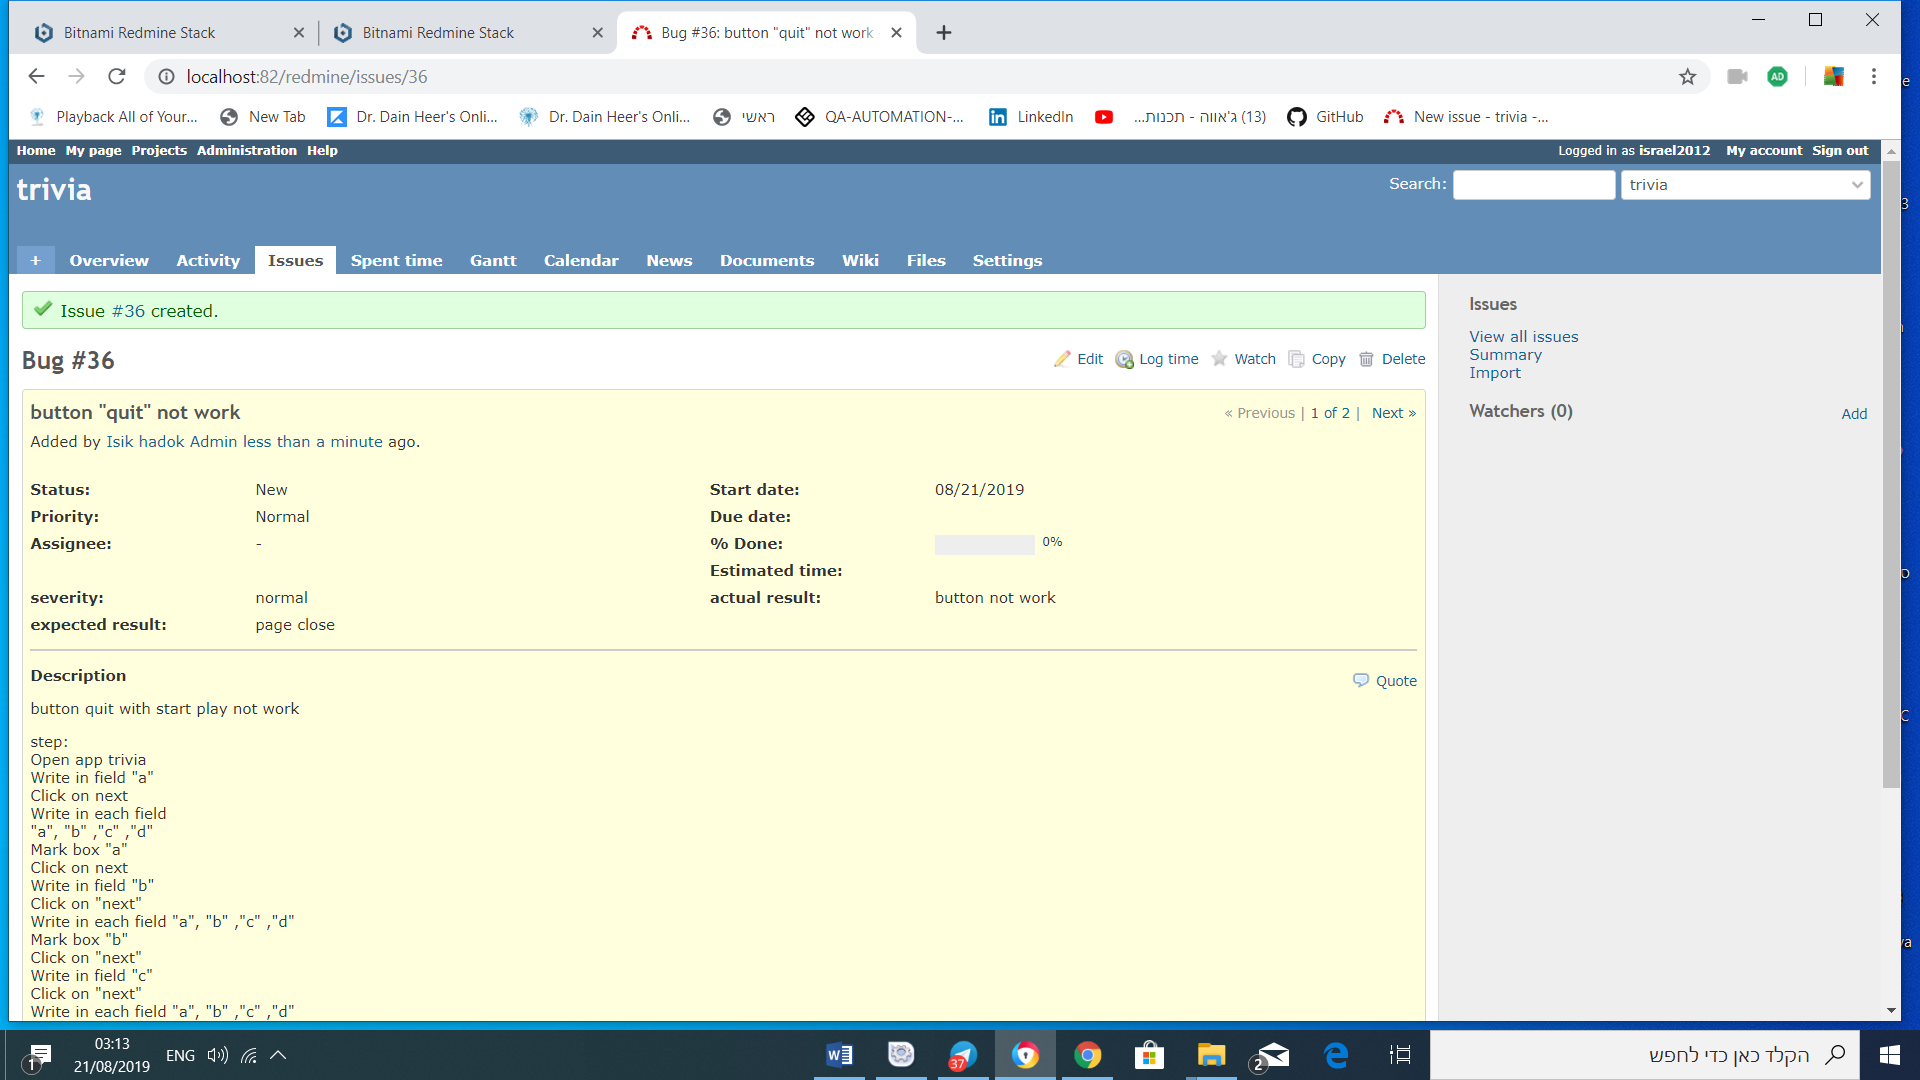 Bitnami Redmine Stack
Bitnami Redmine Stack
Bug #36: button "quit" not work
localhost:82/redmine/issues/36
AD
Playback All of Your...
New Tab
Dr. Dain Heer's Onli...
Dr. Dain Heer's Onli...
ראשי
QA-AUTOMATION-...
LinkedIn
(13) ג'אווה - תכנות...
GitHub
New issue - trivia -...
Home My page Projects Administration Help
Logged in as israel2012 My account Sign out
trivia
Search:
trivia
+ Overview Activity Issues Spent time Gantt Calendar News Documents Wiki Files Settings
Issue #36 created.
Bug #36
Edit Log time Watch Copy Delete
button "quit" not work
« Previous | 1 of 2 | Next »
Added by Isik hadok Admin less than a minute ago.
Status: New
Start date: 08/21/2019
Priority: Normal
Due date:
Assignee: -
% Done: 0%
Estimated time:
severity: normal
actual result: button not work
expected result: page close
Description
Quote
button quit with start play not work
step:
Open app trivia
Write in field "a"
Click on next
Write in each field
"a", "b" ,"c" ,"d"
Mark box "a"
Click on next
Write in field "b"
Click on "next"
Write in each field "a", "b" ,"c" ,"d"
Mark box "b"
Click on "next"
Write in field "c"
Click on "next"
Write in each field "a", "b" ,"c" ,"d"
Issues
View all issues
Summary
Import
Watchers (0)
Add
1
03:13
21/08/2019
ENG
37
2
הקלד כאן כדי לחפש